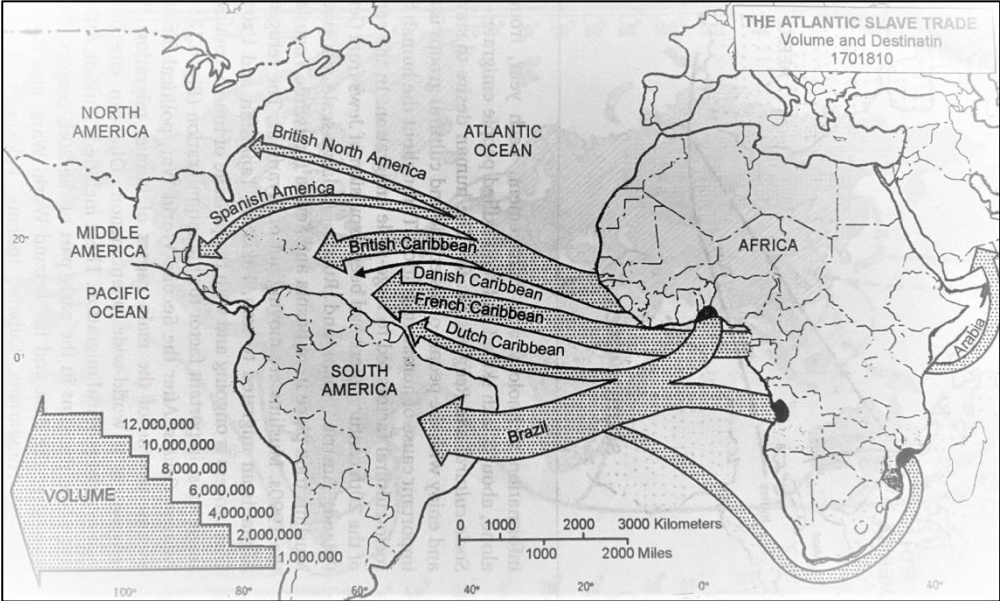 THE ATLANTIC SLAVE TRADE
Volume and Destinatin
1701810
NORTH
AMERICA
ATLANTIC
OCEAN
British North America
Spanish America
MIDDLE
AMERICA
20°
British Caribbean
AFRICA
Danish Caribbean
PACIFIC
OCEAN
French Caribbean
Dutch Caribbean
Arabia
0°
SOUTH
AMERICA
Brazil
12,000,000
10,000,000
8,000,000
6,000,000
4,000,000
2,000,000
1,000,000
VOLUME
0 1000 2000 3000 Kilometers
0 1000 2000 Miles
100° 80° 60° 40° 20° 0° 20° 40°